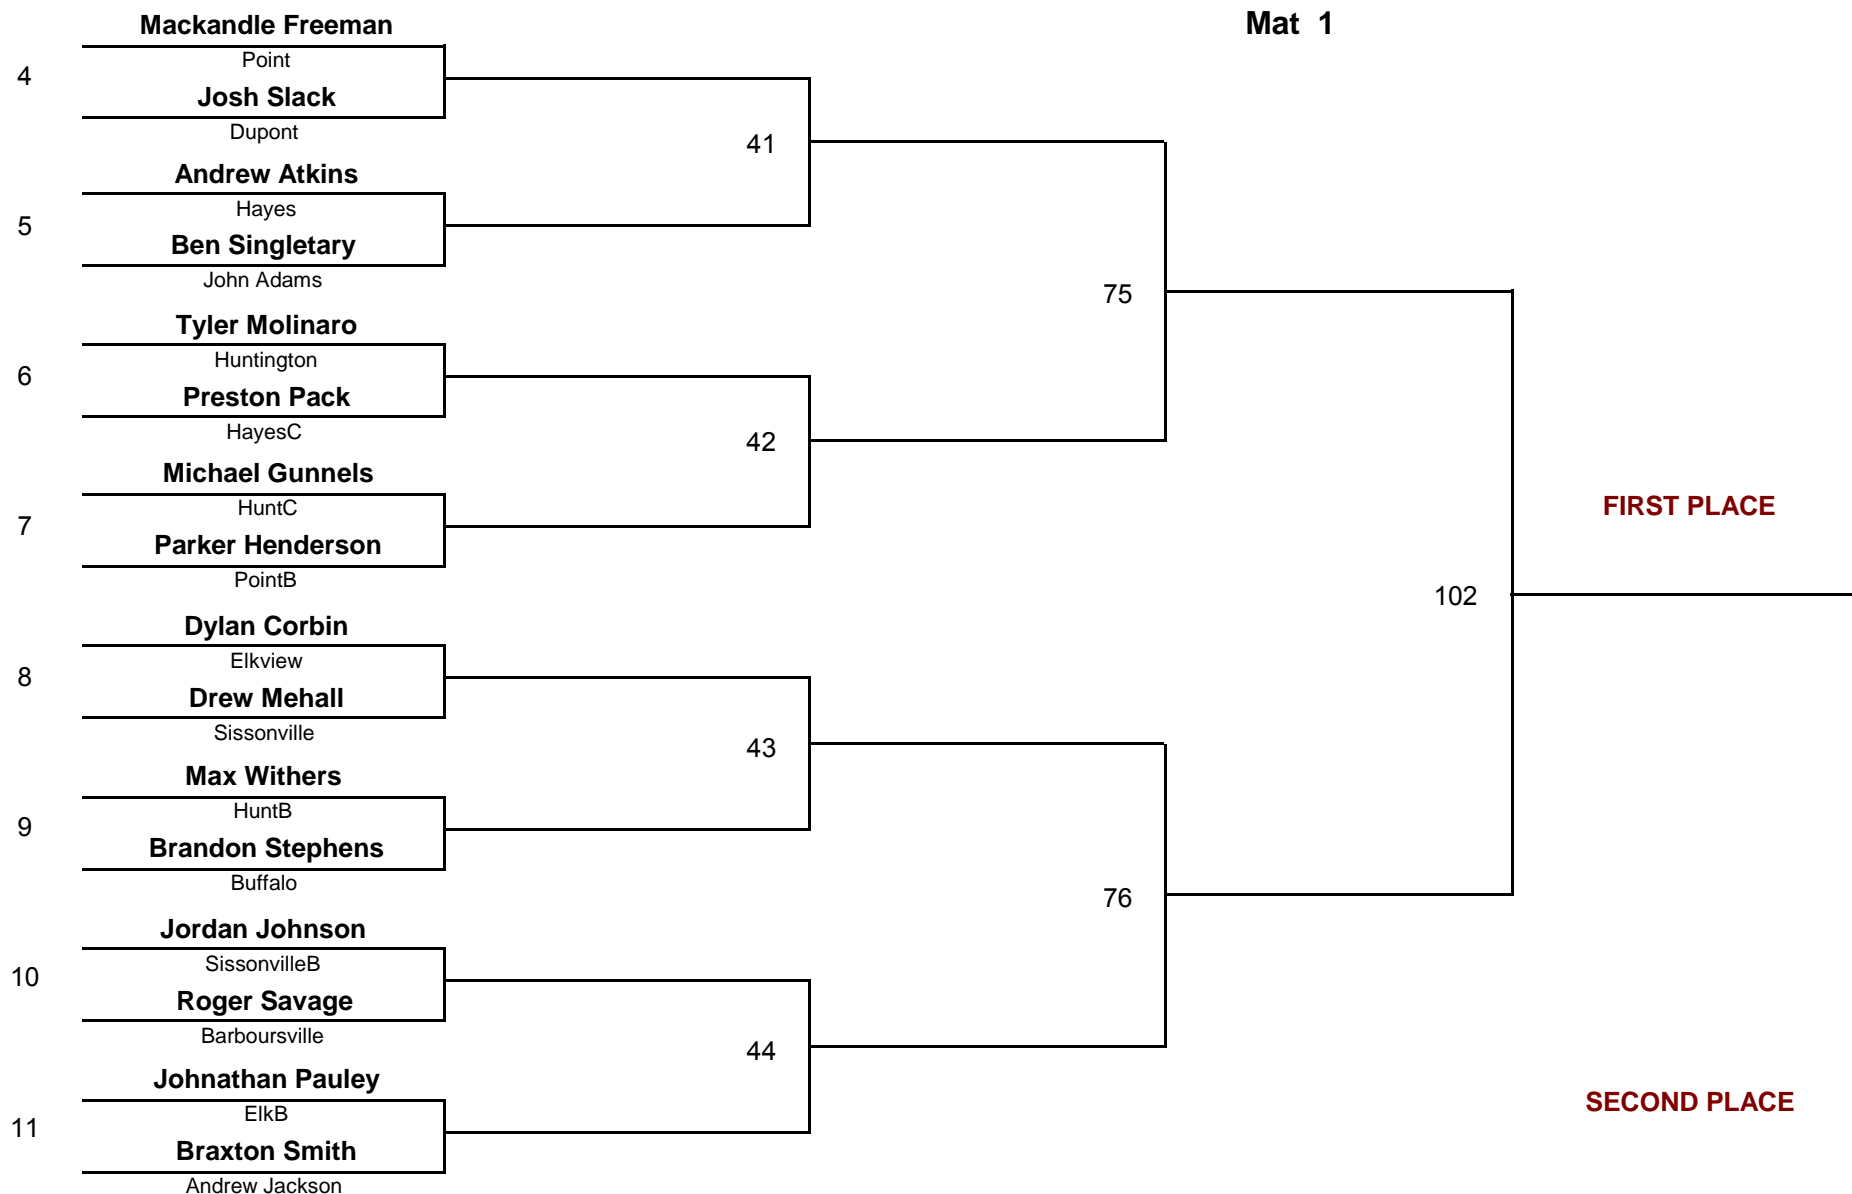 Mackandle Freeman
Mat 1
4
Point
Josh Slack
Dupont
41
Andrew Atkins
5
Hayes
Ben Singletary
John Adams
75
Tyler Molinaro
6
Huntington
Preston Pack
HayesC
42
Michael Gunnels
7
HuntC
Parker Henderson
PointB
FIRST PLACE
102
Dylan Corbin
8
Elkview
Drew Mehall
Sissonville
43
Max Withers
9
HuntB
Brandon Stephens
Buffalo
76
Jordan Johnson
10
SissonvilleB
Roger Savage
Barboursville
44
Johnathan Pauley
11
ElkB
Braxton Smith
Andrew Jackson
SECOND PLACE